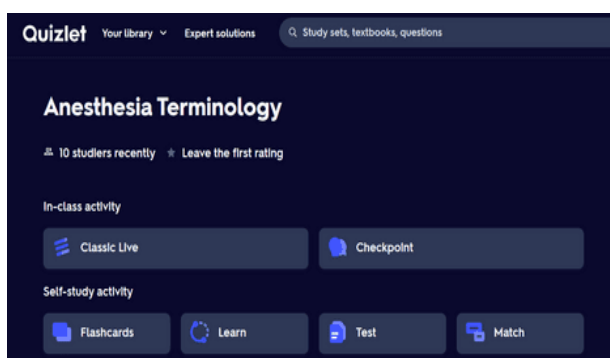 Quizlet Your library Expert solutions Study sets, textbooks, questions
Anesthesia Terminology
10 studiers recently Leave the first rating
In-class activity
Classic Live Checkpoint
Self-study activity
Flashcards Learn Test Match